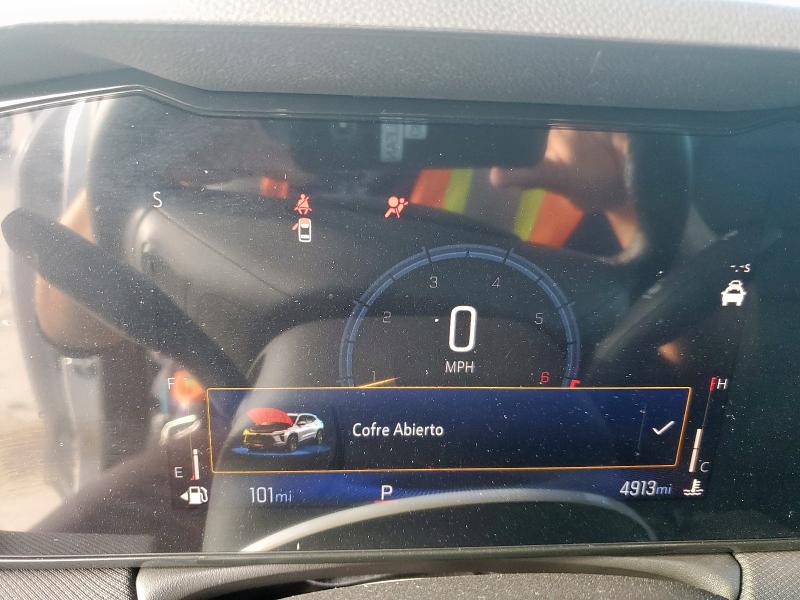 S
3 4
2 5
1 6
0
MPH
-.-s
F H
Cofre Abierto
E C
101mi P 4913mi